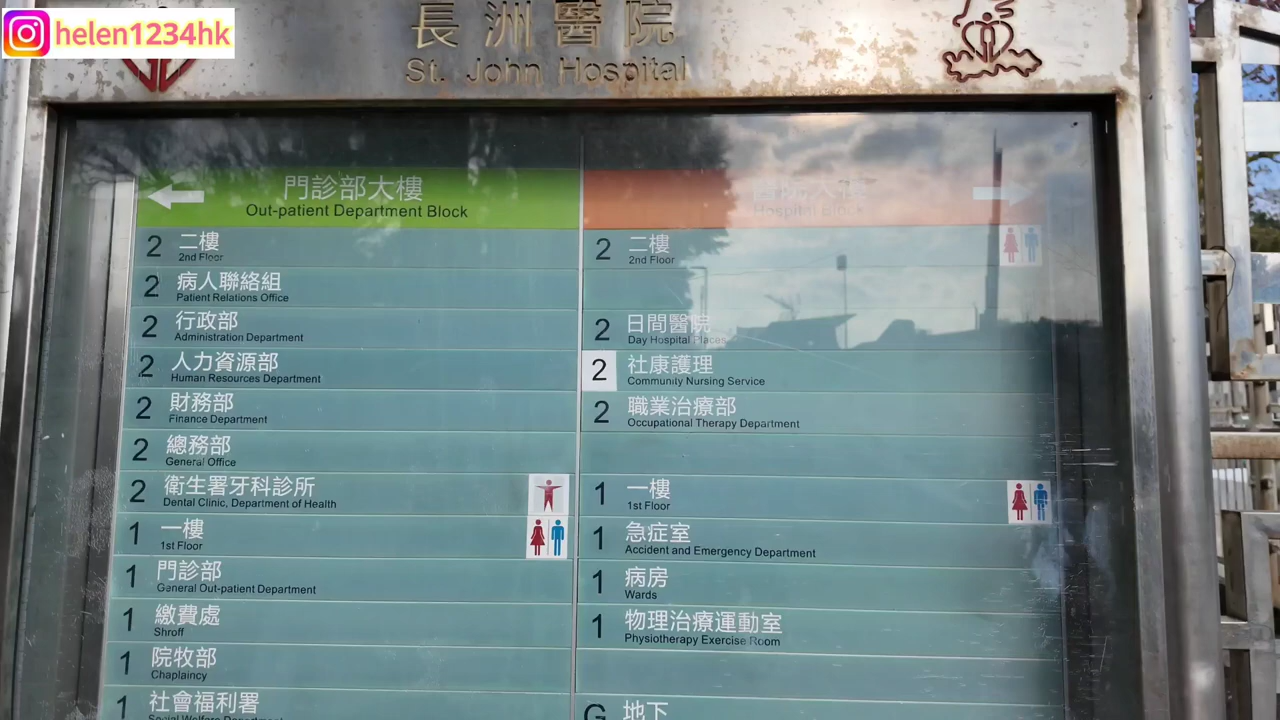 helen1234hk
長洲醫院
St. John Hospital
門診部大樓
Out-patient Department Block
2 二樓
2nd Floor
2 病人聯絡組
Patient Relations Office
2 行政部
Administration Department
2 人力資源部
Human Resources Department
2 財務部
Finance Department
2 總務部
General Office
2 衛生署牙科診所
Dental Clinic, Department of Health
1 一樓
1st Floor
1 門診部
General Out-patient Department
1 繳費處
Shroff
1 院牧部
Chaplaincy
1 社會福利署
Social Welfare Department
醫院大樓
Hospital Block
2 二樓
2nd Floor
2 日間醫院
Day Hospital Places
2 社康護理
Community Nursing Service
2 職業治療部
Occupational Therapy Department
1 一樓
1st Floor
1 急症室
Accident and Emergency Department
1 病房
Wards
1 物理治療運動室
Physiotherapy Exercise Room
G 地下